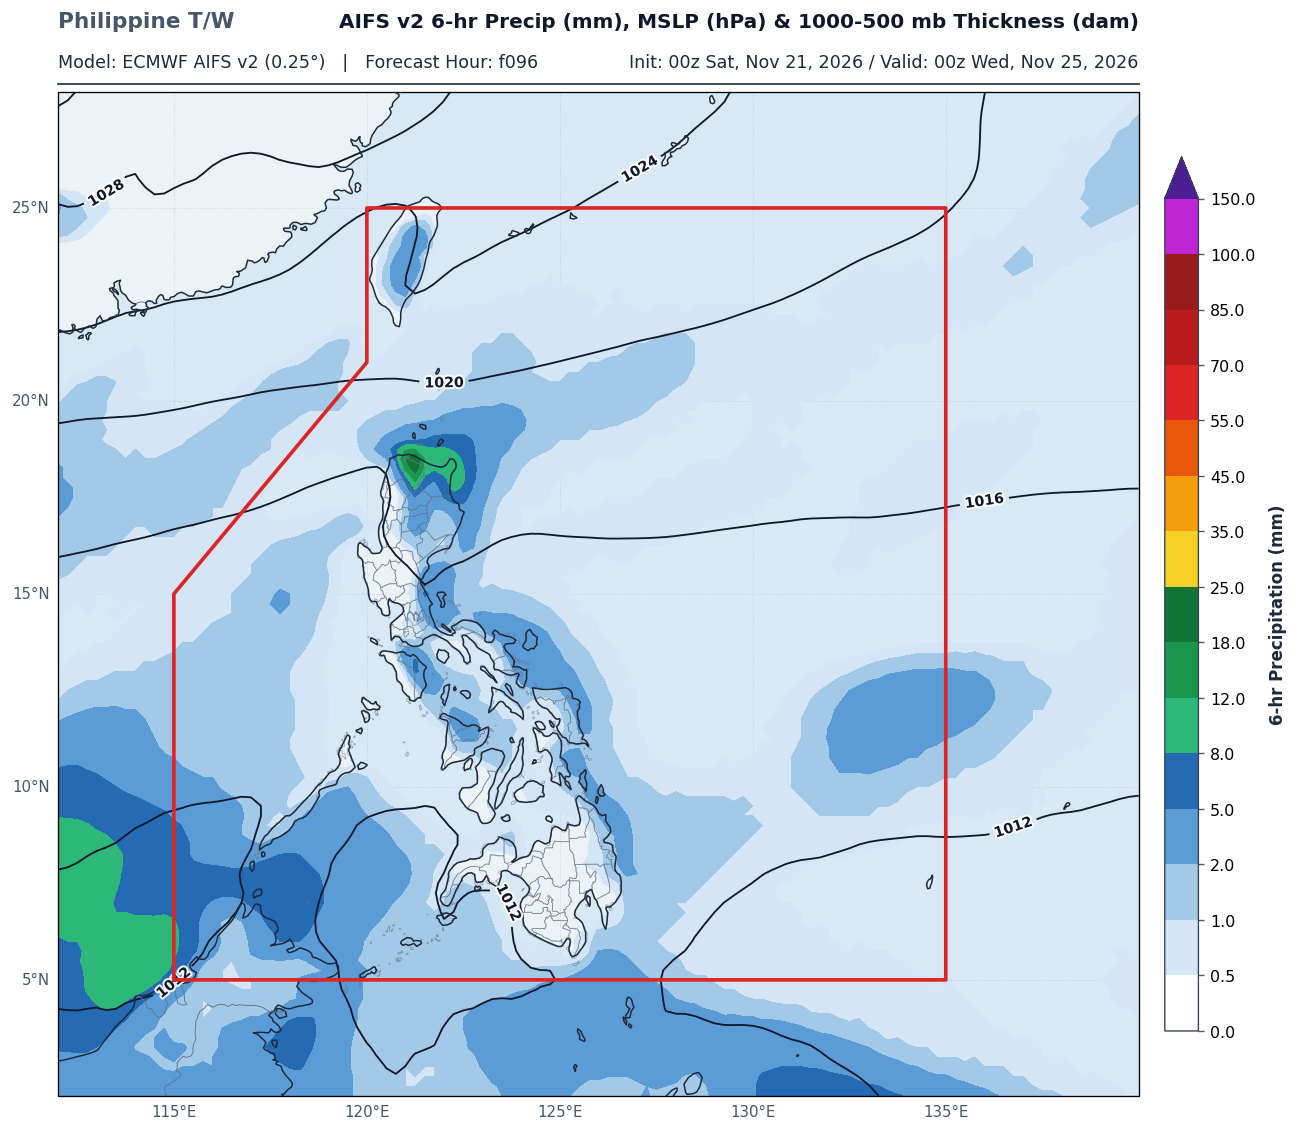 Philippine T/W
AIFS v2 6-hr Precip (mm), MSLP (hPa) & 1000-500 mb Thickness (dam)
Model: ECMWF AIFS v2 (0.25°) | Forecast Hour: f096
Init: 00z Sat, Nov 21, 2026 / Valid: 00z Wed, Nov 25, 2026
1028
1024
25°N
1020
20°N
1016
15°N
10°N
1012
1012
1012
5°N
115°E
120°E
125°E
130°E
135°E
150.0
100.0
85.0
70.0
55.0
45.0
35.0
25.0
18.0
12.0
8.0
5.0
2.0
1.0
0.5
0.0
6-hr Precipitation (mm)